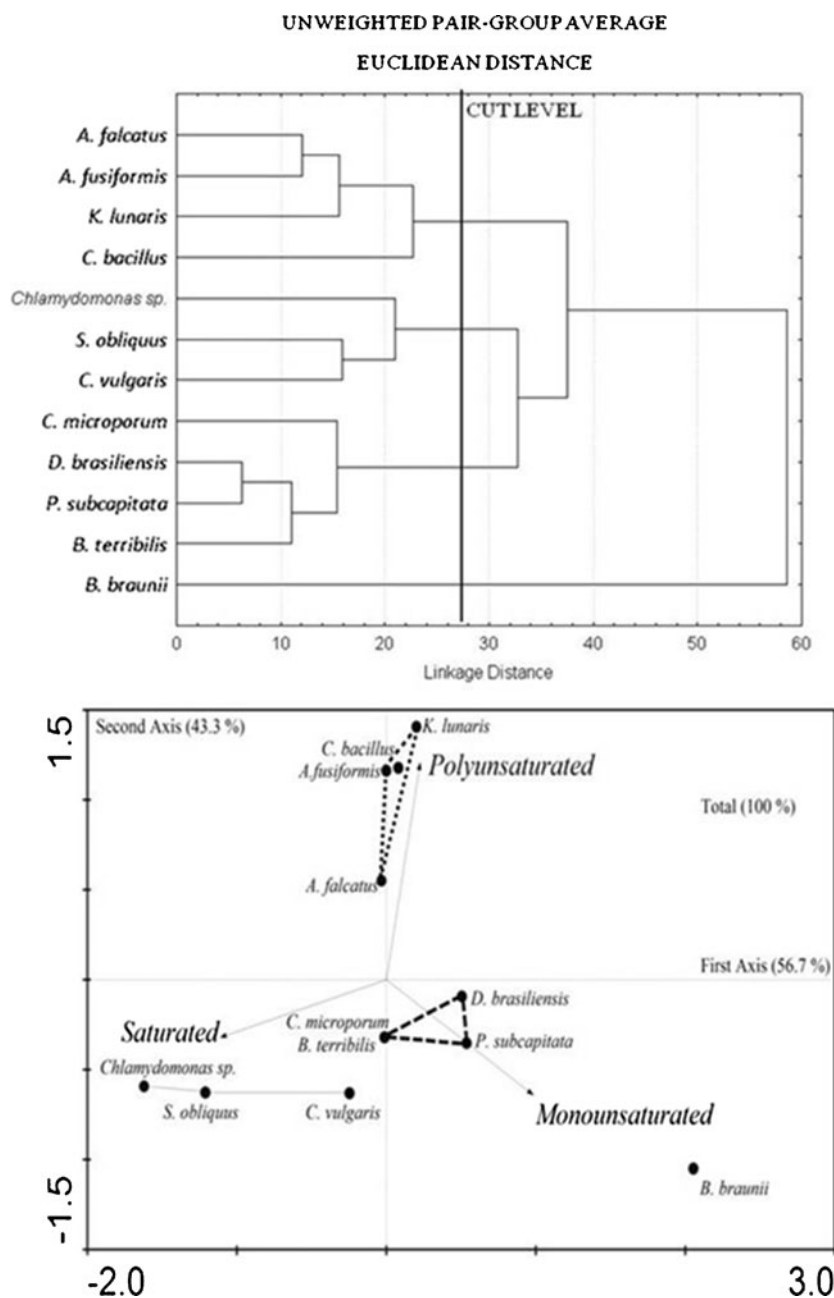 UNWEIGHTED PAIR-GROUP AVERAGE
EUCLIDEAN DISTANCE
CUT LEVEL
A. falcatus
A. fusiformis
K. lunaris
C. bacillus
Chlamydomonas sp.
S. obliquus
C. vulgaris
C. microporum
D. brasiliensis
P. subcapitata
B. terribilis
B. braunii
0 10 20 30 40 50 60
Linkage Distance
1.5
Second Axis (43.3 %)
K. lunaris
C. bacillus
A.fusiformis
Polyunsaturated
Total (100 %)
A. falcatus
First Axis (56.7 %)
D. brasiliensis
C. microporum
B. terribilis
P. subcapitata
Saturated
Chlamydomonas sp.
S. obliquus
C. vulgaris
Monounsaturated
B. braunii
-1.5
-2.0 3.0